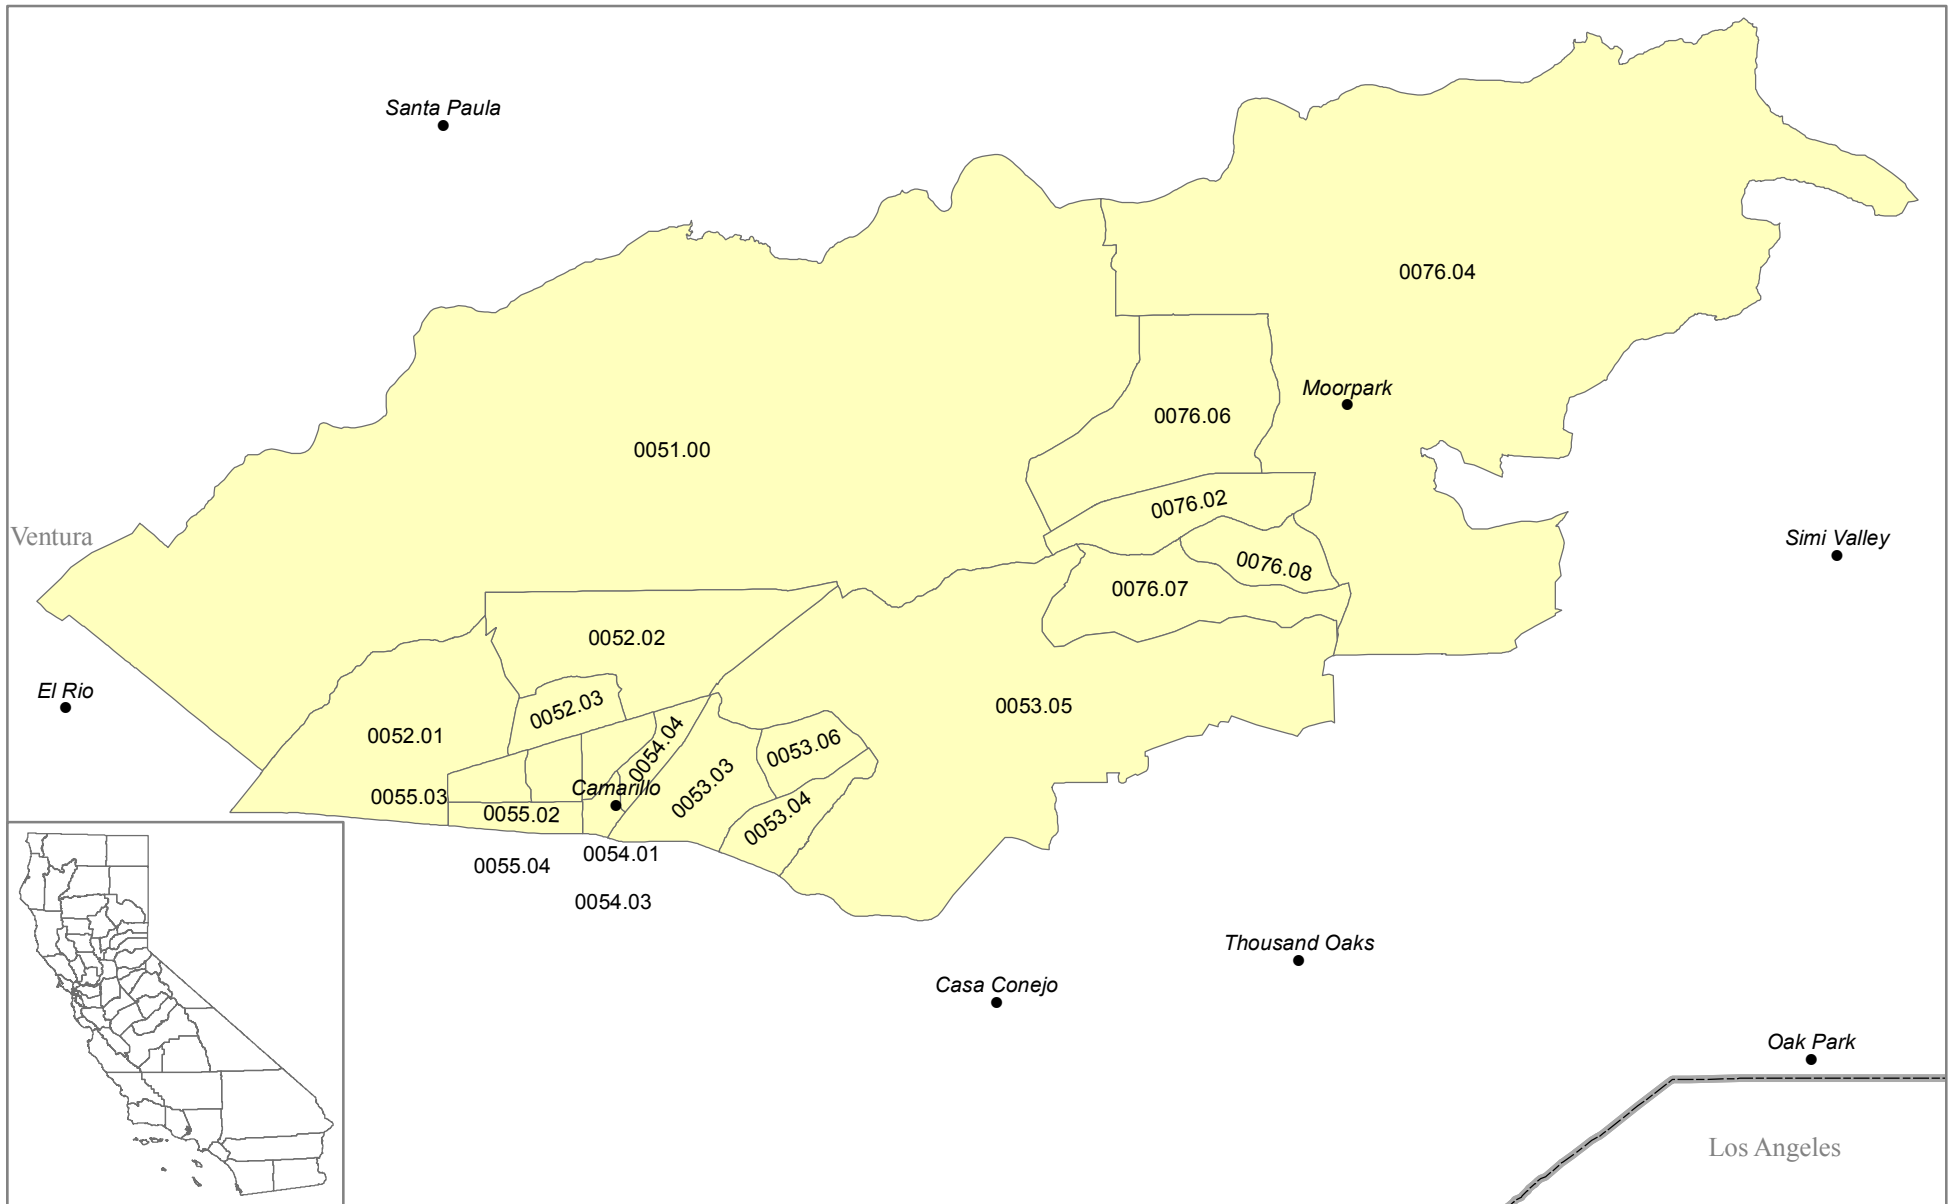 Santa Paula
0076.04
Moorpark
0076.06
0051.00
0076.02
Ventura
Simi Valley
0076.08
0076.07
0052.02
El Rio
0052.03
0053.05
0052.01
0054.04
0053.06
0053.03
Camarillo
0055.03
0055.02
0053.04
0054.01
0055.04
0054.03
Thousand Oaks
Casa Conejo
Oak Park
Los Angeles